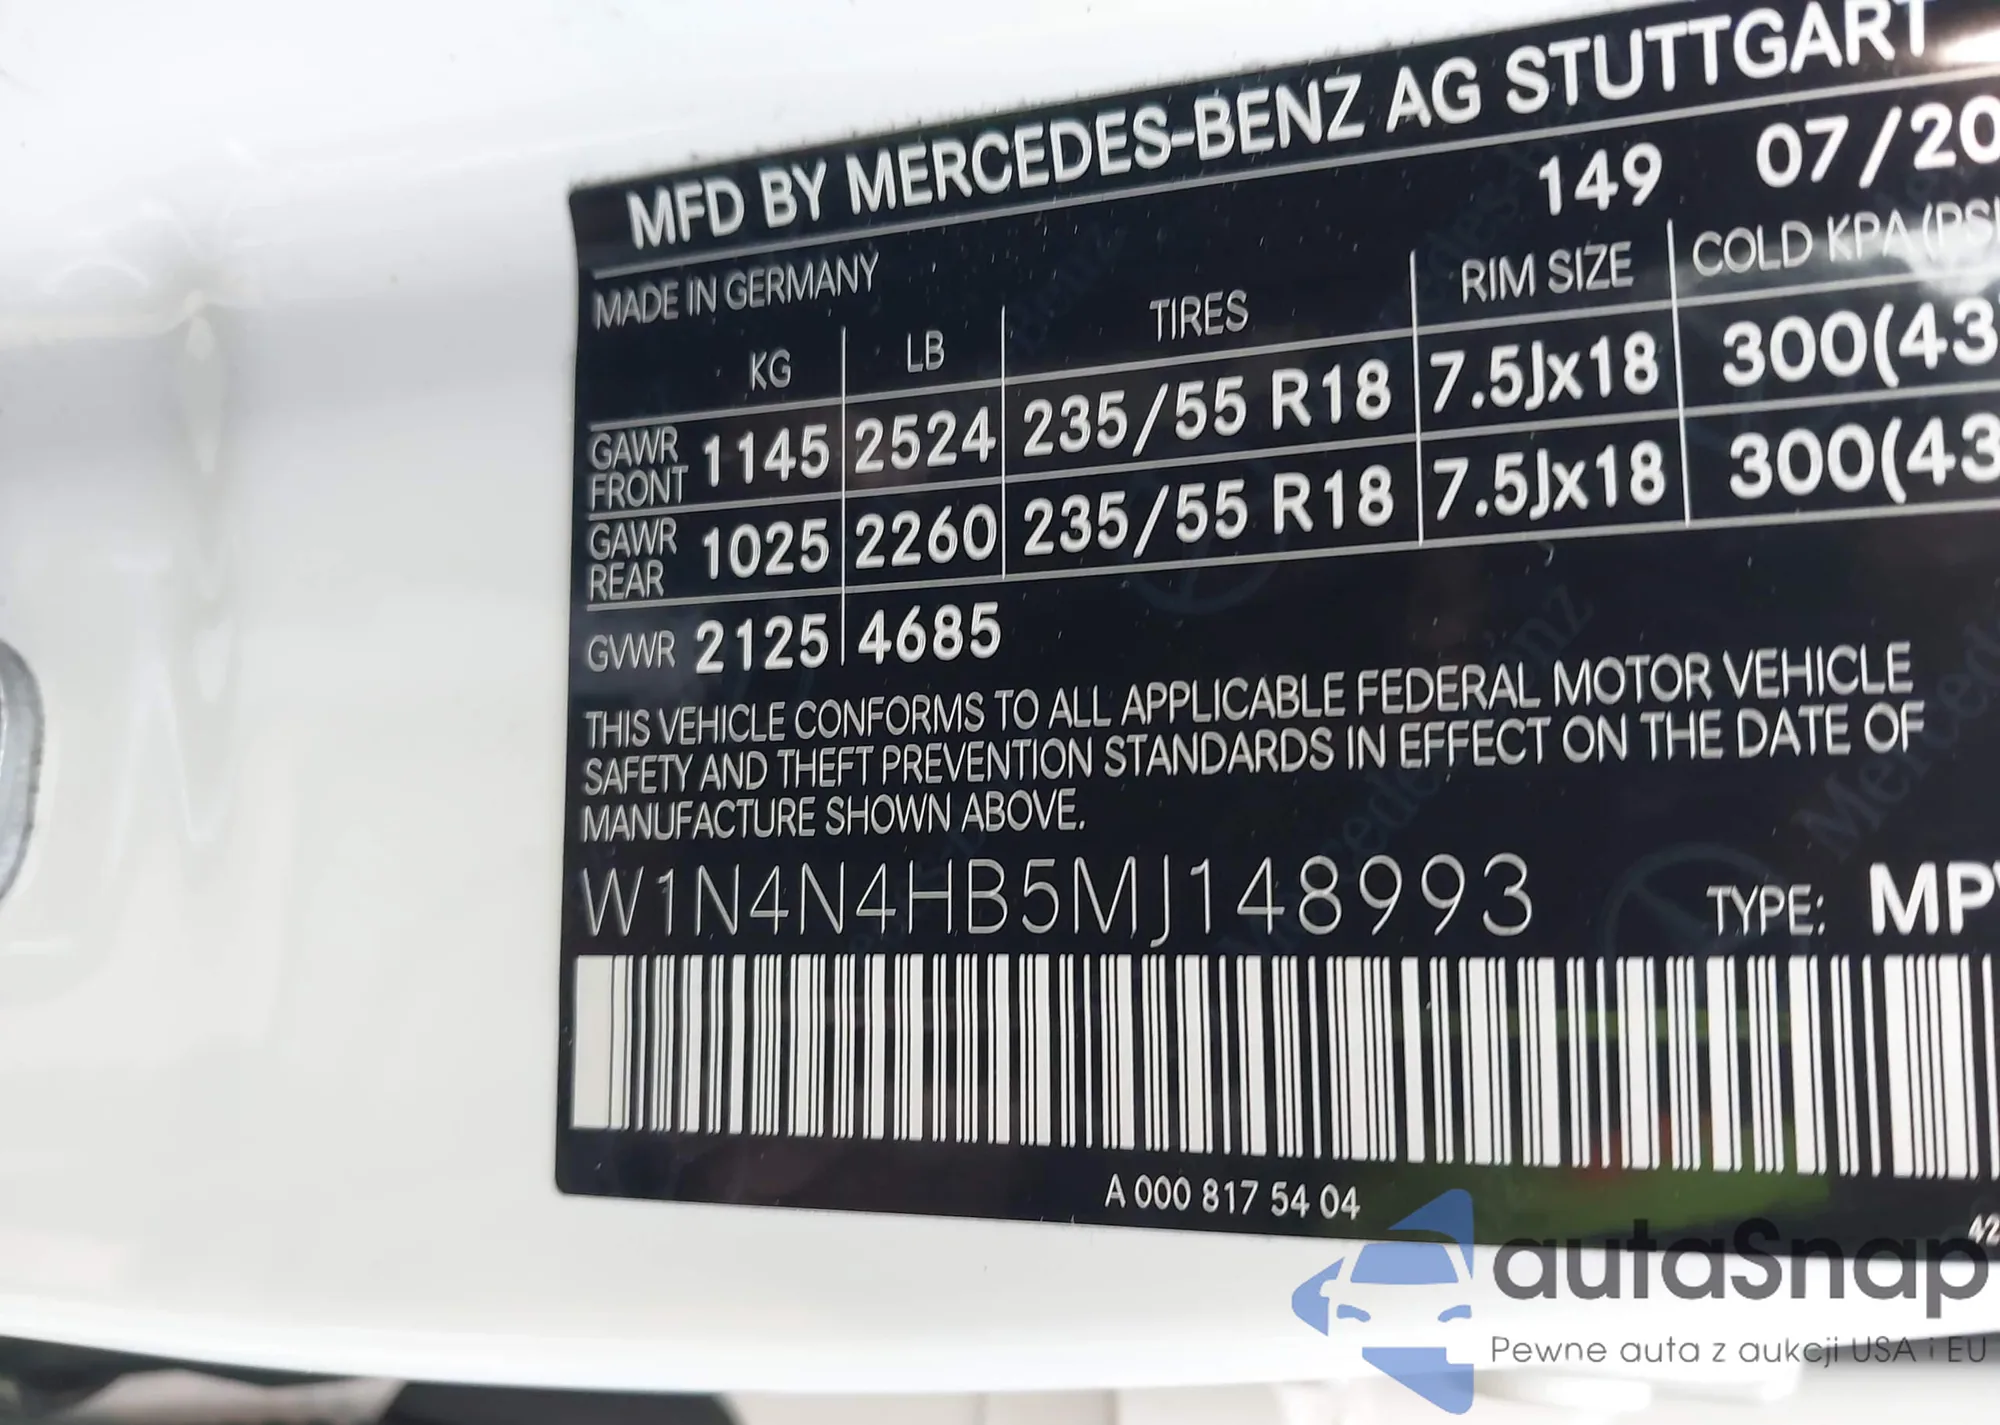 MFD BY MERCEDES-BENZ AG STUTTGART
149 07/20
MADE IN GERMANY
KG LB TIRES RIM SIZE COLD KPA (PSI
GAWR FRONT 1145 2524 235/55 R18 7.5Jx18 300(43
GAWR REAR 1025 2260 235/55 R18 7.5Jx18 300(43
GVWR 2125 4685
THIS VEHICLE CONFORMS TO ALL APPLICABLE FEDERAL MOTOR VEHICLE
SAFETY AND THEFT PREVENTION STANDARDS IN EFFECT ON THE DATE OF
MANUFACTURE SHOWN ABOVE.
W1N4N4HB5MJ148993 TYPE: MPV
A 000 817 54 04
42
autaSnap
Pewne auta z aukcji USA i EU